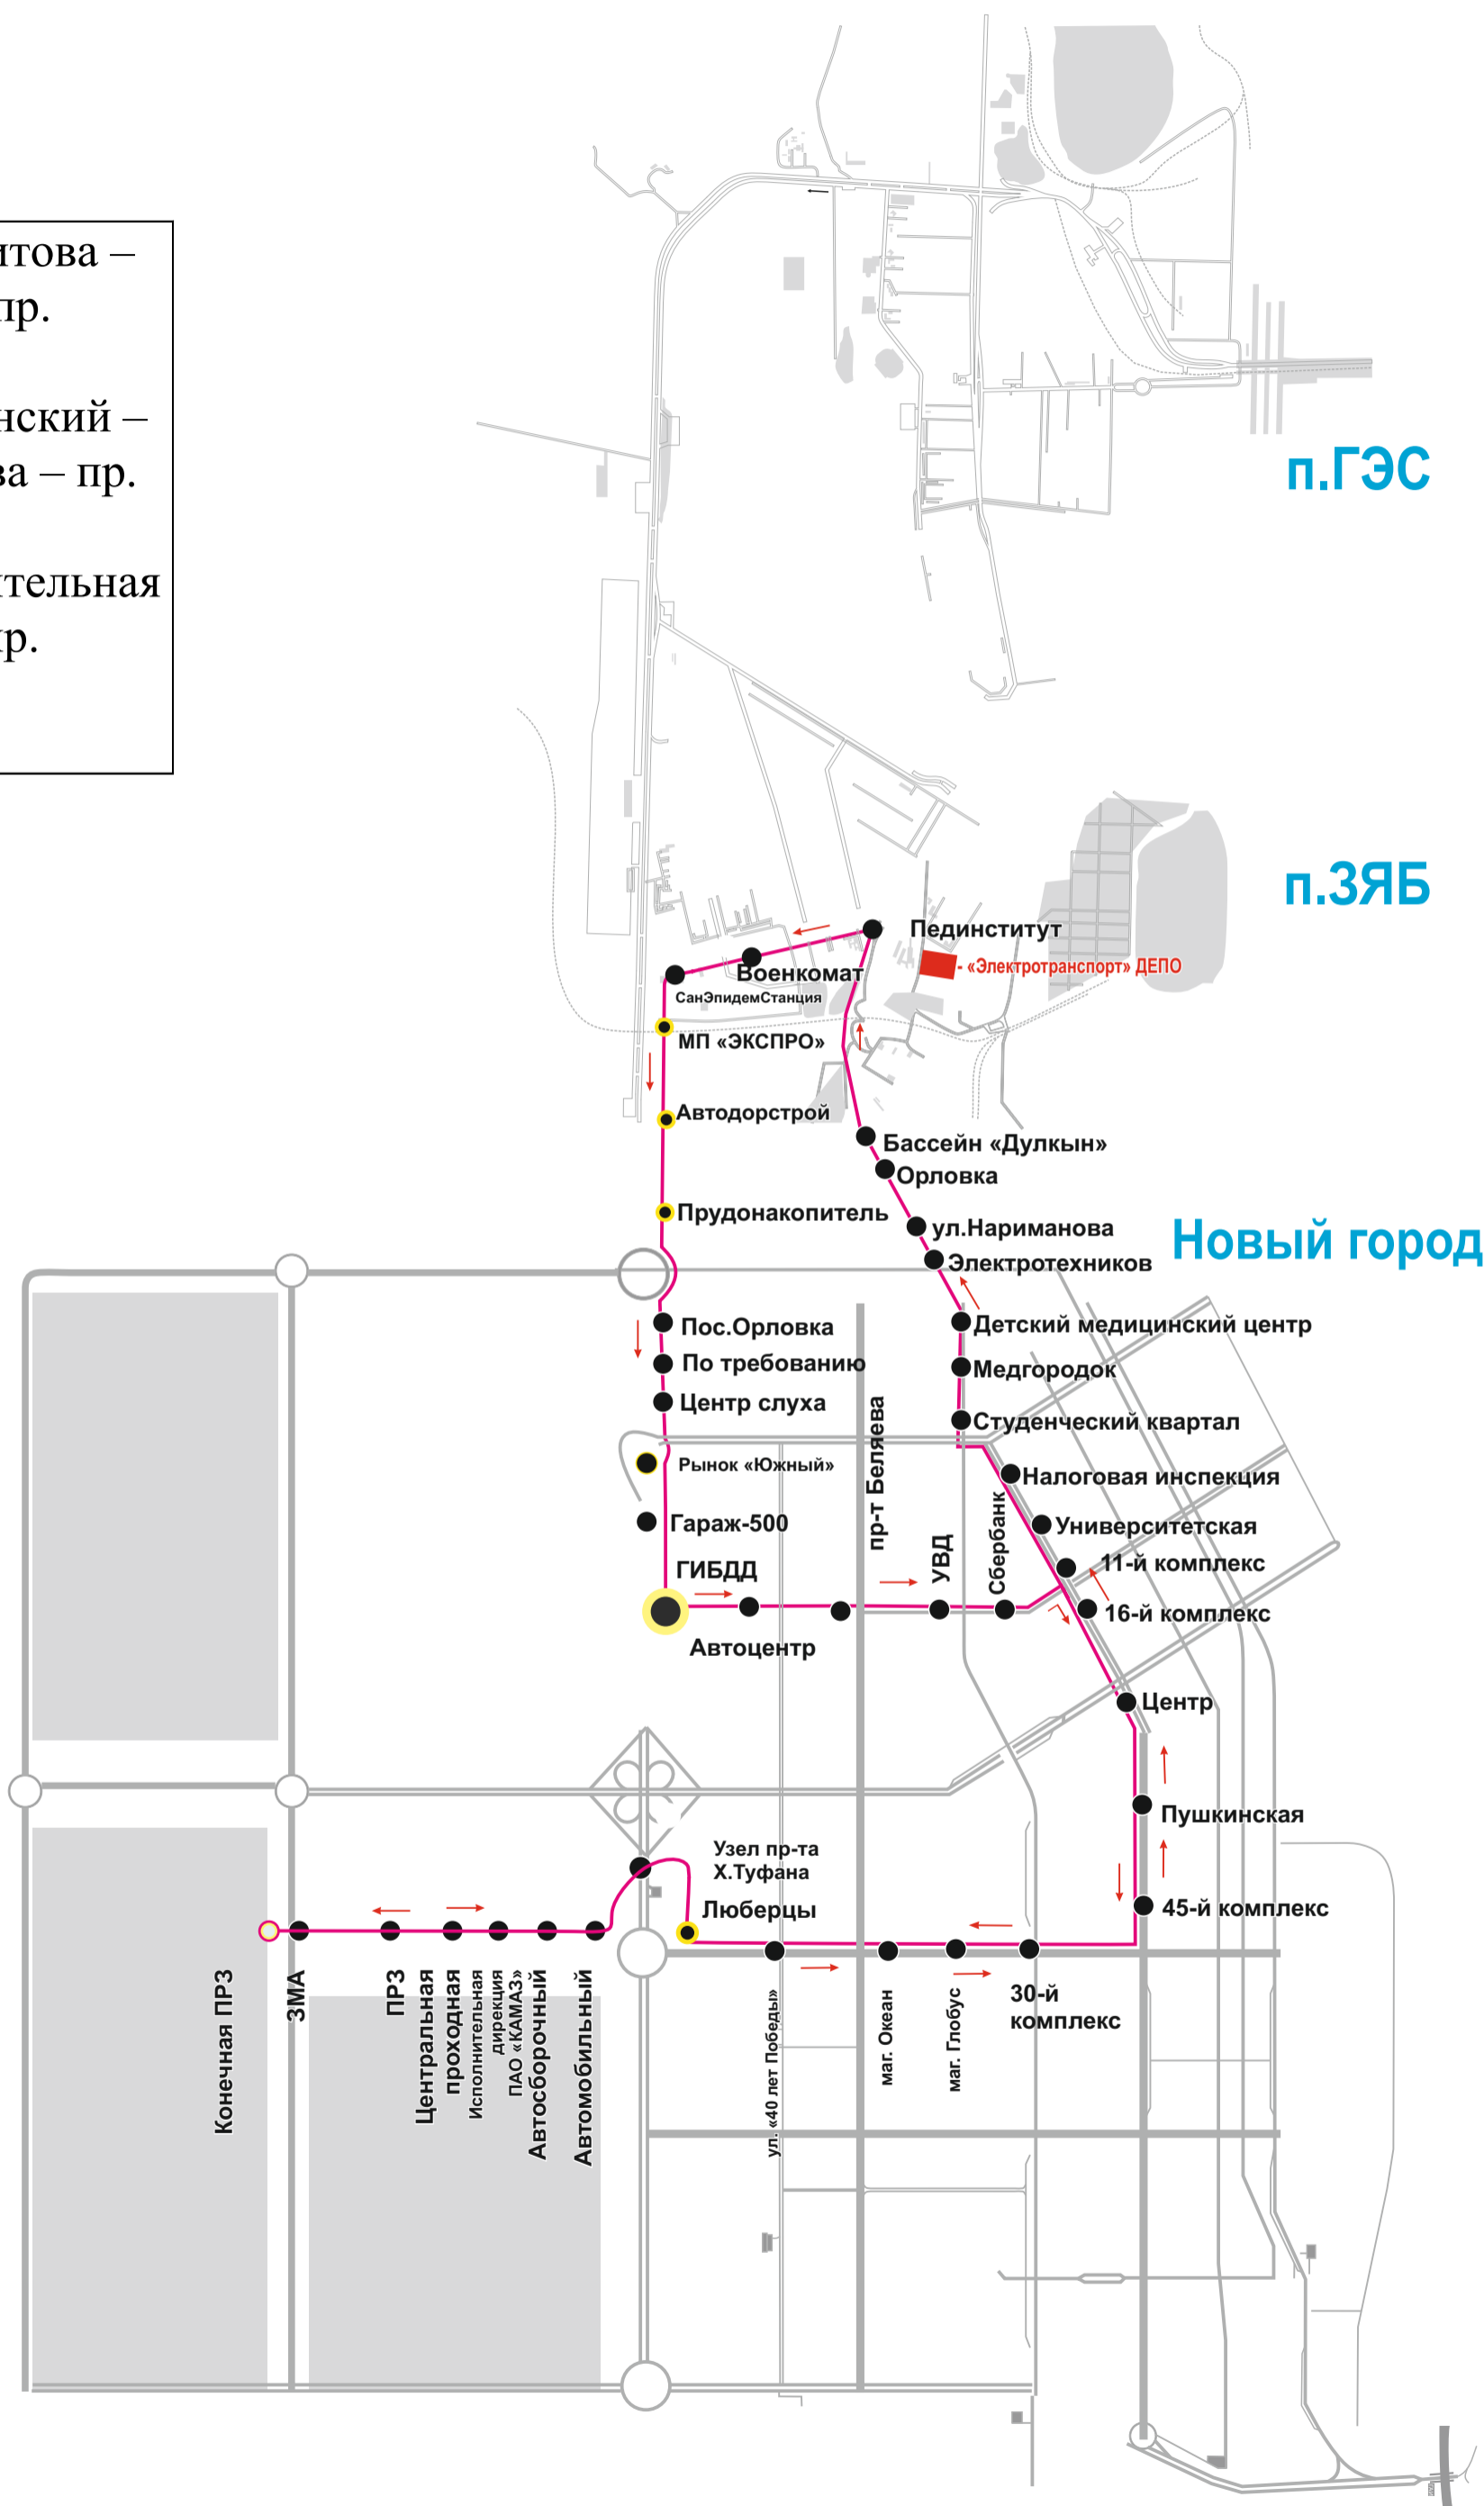 итова –
пр.
нский –
ва – пр.
ительная
кр.
п.ГЭС
п.ЗЯБ
Пединститут
- «Электротранспорт» ДЕПО
Военкомат
СанЭпидемСтанция
МП «ЭКСПРО»
Автодорстрой
Бассейн «Дулкын»
Орловка
Прудонакопитель
ул.Нариманова
Новый город
Электротехников
Пос.Орловка
Детский медицинский центр
По требованию
Медгородок
Центр слуха
Студенческий квартал
пр-т Беляева
Рынок «Южный»
Налоговая инспекция
Гараж-500
Университетская
УВД
Сбербанк
ГИБДД
11-й комплекс
16-й комплекс
Автоцентр
Центр
Пушкинская
Узел пр-та
Х.Туфана
Люберцы
45-й комплекс
Конечная ПРЗ
ЗМА
ПРЗ
Центральная
проходная
Исполнительная
дирекция
ПАО «КАМАЗ»
Автосборочный
Автомобильный
ул. «40 лет Победы»
маг. Океан
маг. Глобус
30-й
комплекс